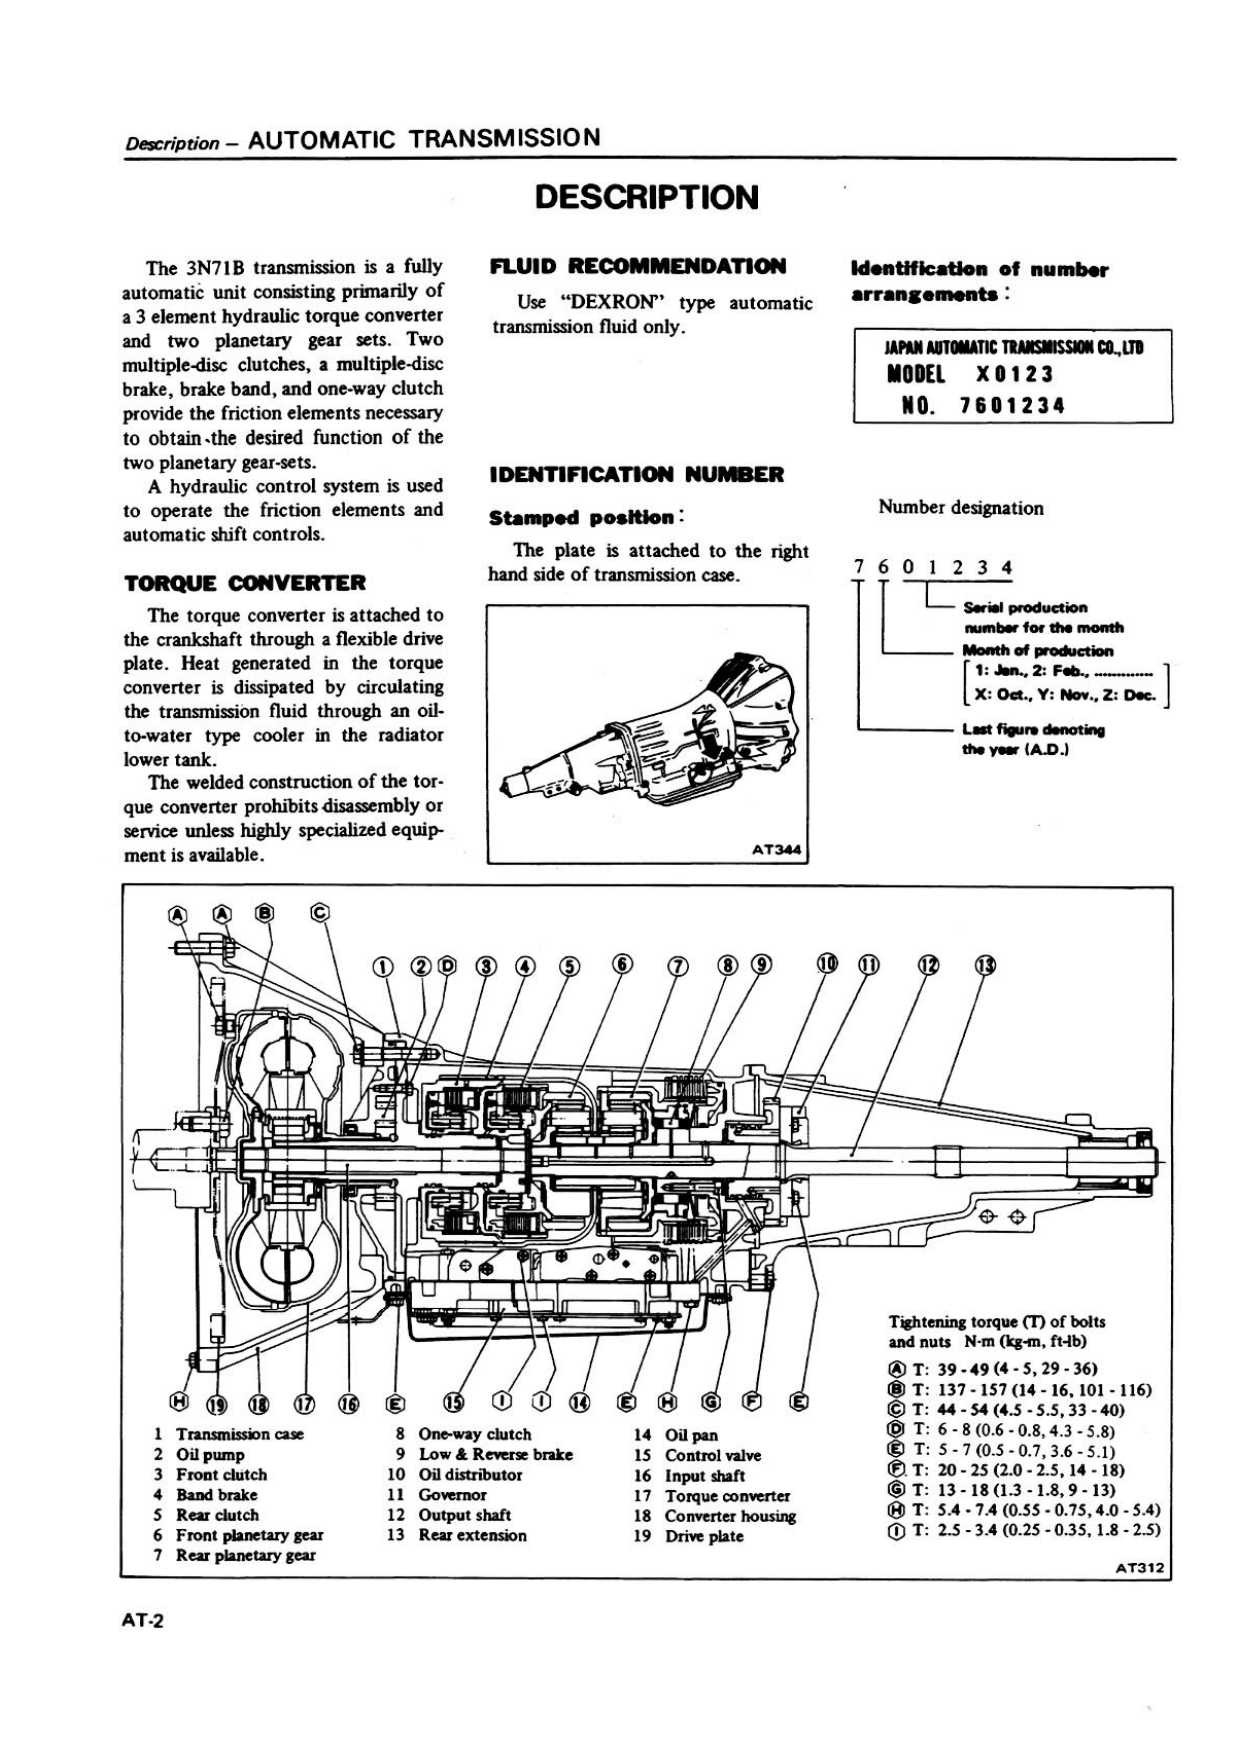 Description – AUTOMATIC TRANSMISSION
DESCRIPTION
The 3N71B transmission is a fully
automatic unit consisting primarily of
a 3 element hydraulic torque converter
and two planetary gear sets. Two
multiple-disc clutches, a multiple-disc
brake, brake band, and one-way clutch
provide the friction elements necessary
to obtain the desired function of the
two planetary gear-sets.
A hydraulic control system is used
to operate the friction elements and
automatic shift controls.
TORQUE CONVERTER
The torque converter is attached to
the crankshaft through a flexible drive
plate. Heat generated in the torque
converter is dissipated by circulating
the transmission fluid through an oil-
to-water type cooler in the radiator
lower tank.
The welded construction of the tor-
que converter prohibits disassembly or
service unless highly specialized equip-
ment is available.
FLUID RECOMMENDATION
Use “DEXRON” type automatic
transmission fluid only.
IDENTIFICATION NUMBER
Stamped position :
The plate is attached to the right
hand side of transmission case.
AT344
Identification of number
arrangements :
JAPAN AUTOMATIC TRANSMISSION CO.,LTD
MODEL X0123
NO. 7601234
Number designation
7 6 0 1 2 3 4
Serial production
number for the month
Month of production
[1: Jan., 2: Feb., ..............
X: Oct., Y: Nov., Z: Dec.]
Last figure denoting
the year (A.D.)
A A B C
1 2 D 3 4 5 6 7 8 9 10 11 12 13
H 19 18 17 16 E 15 I I 14 E H G F E
1 Transmission case
2 Oil pump
3 Front clutch
4 Band brake
5 Rear clutch
6 Front planetary gear
7 Rear planetary gear
8 One-way clutch
9 Low & Reverse brake
10 Oil distributor
11 Governor
12 Output shaft
13 Rear extension
14 Oil pan
15 Control valve
16 Input shaft
17 Torque converter
18 Converter housing
19 Drive plate
Tightening torque (T) of bolts
and nuts N·m (kg-m, ft-lb)
A T: 39 - 49 (4 - 5, 29 - 36)
B T: 137 - 157 (14 - 16, 101 - 116)
C T: 44 - 54 (4.5 - 5.5, 33 - 40)
D T: 6 - 8 (0.6 - 0.8, 4.3 - 5.8)
E T: 5 - 7 (0.5 - 0.7, 3.6 - 5.1)
F T: 20 - 25 (2.0 - 2.5, 14 - 18)
G T: 13 - 18 (1.3 - 1.8, 9 - 13)
H T: 5.4 - 7.4 (0.55 - 0.75, 4.0 - 5.4)
I T: 2.5 - 3.4 (0.25 - 0.35, 1.8 - 2.5)
AT312
AT-2